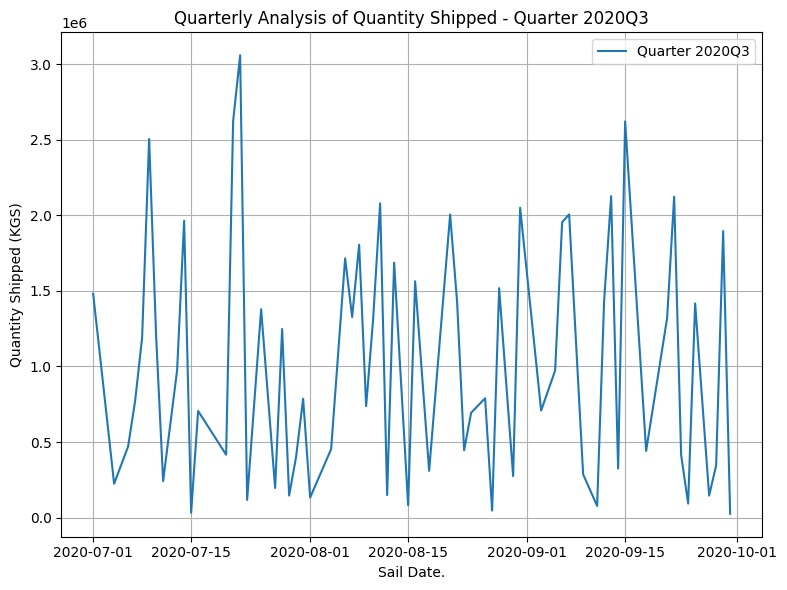 Quarterly Analysis of Quantity Shipped - Quarter 2020Q3
1e6
Quarter 2020Q3
3.0
2.5
2.0
1.5
1.0
0.5
0.0
Quantity Shipped (KGS)
2020-07-01 2020-07-15 2020-08-01 2020-08-15 2020-09-01 2020-09-15 2020-10-01
Sail Date.